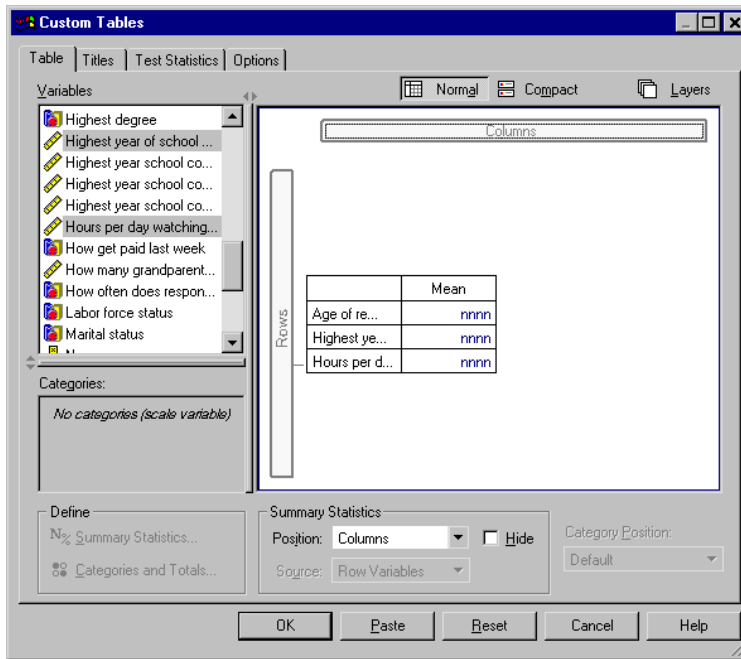 Custom Tables
Table Titles Test Statistics Options
Variables
Normal Compact Layers
Highest degree
Highest year of school ...
Highest year school co...
Highest year school co...
Highest year school co...
Hours per day watching...
How get paid last week
How many grandparent...
How often does respon...
Labor force status
Marital status
Categories:
No categories (scale variable)
Columns
Rows
Mean
Age of re... nnnn
Highest ye... nnnn
Hours per d... nnnn
Define
N% Summary Statistics...
Categories and Totals...
Summary Statistics
Position: Columns Hide
Source: Row Variables
Category Position:
Default
OK Paste Reset Cancel Help